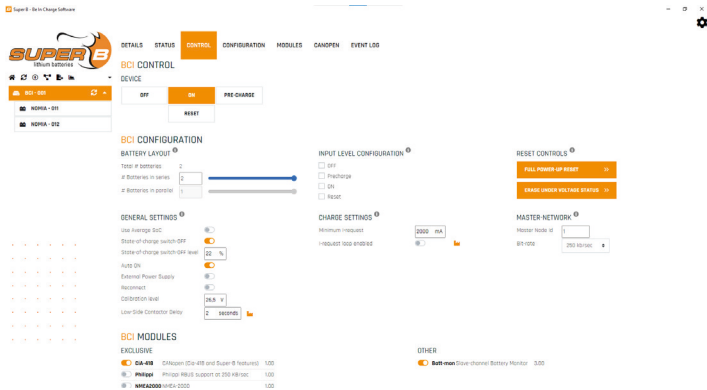 Super B - Be In Charge Software
SUPER B
lithium batteries
DETAILS STATUS CONTROL CONFIGURATION MODULES CANOPEN EVENT LOG
BCI CONTROL
DEVICE
OFF ON PRE-CHARGE
RESET
BCI - 001
NOMIA - 011
NOMIA - 012
BCI CONFIGURATION
BATTERY LAYOUT
Total # batteries 2
# Batteries in series 2
# Batteries in parallel 1
INPUT LEVEL CONFIGURATION
OFF
Precharge
ON
Reset
RESET CONTROLS
FULL POWER-UP RESET
ERASE UNDER VOLTAGE STATUS
GENERAL SETTINGS
Use Average SoC
State-of-charge switch OFF
State-of-charge switch OFF level 22 %
Auto ON
External Power Supply
Reconnect
Calibration level 26,5 V
Low Side Contactor Delay 2 seconds
CHARGE SETTINGS
Minimum I-request 2000 mA
I-request loop enabled
MASTER-NETWORK
Master Node id 1
Bit-rate 250 kB/sec
BCI MODULES
EXCLUSIVE
CiA-418 CANopen (Cia-418 and Super-B features) 1.00
Philippi Philippi RBUS support at 250 kB/sec 1.00
NMEA2000 NMEA-2000 1.00
OTHER
Batt-mon Slave-channel Battery Monitor 3.00